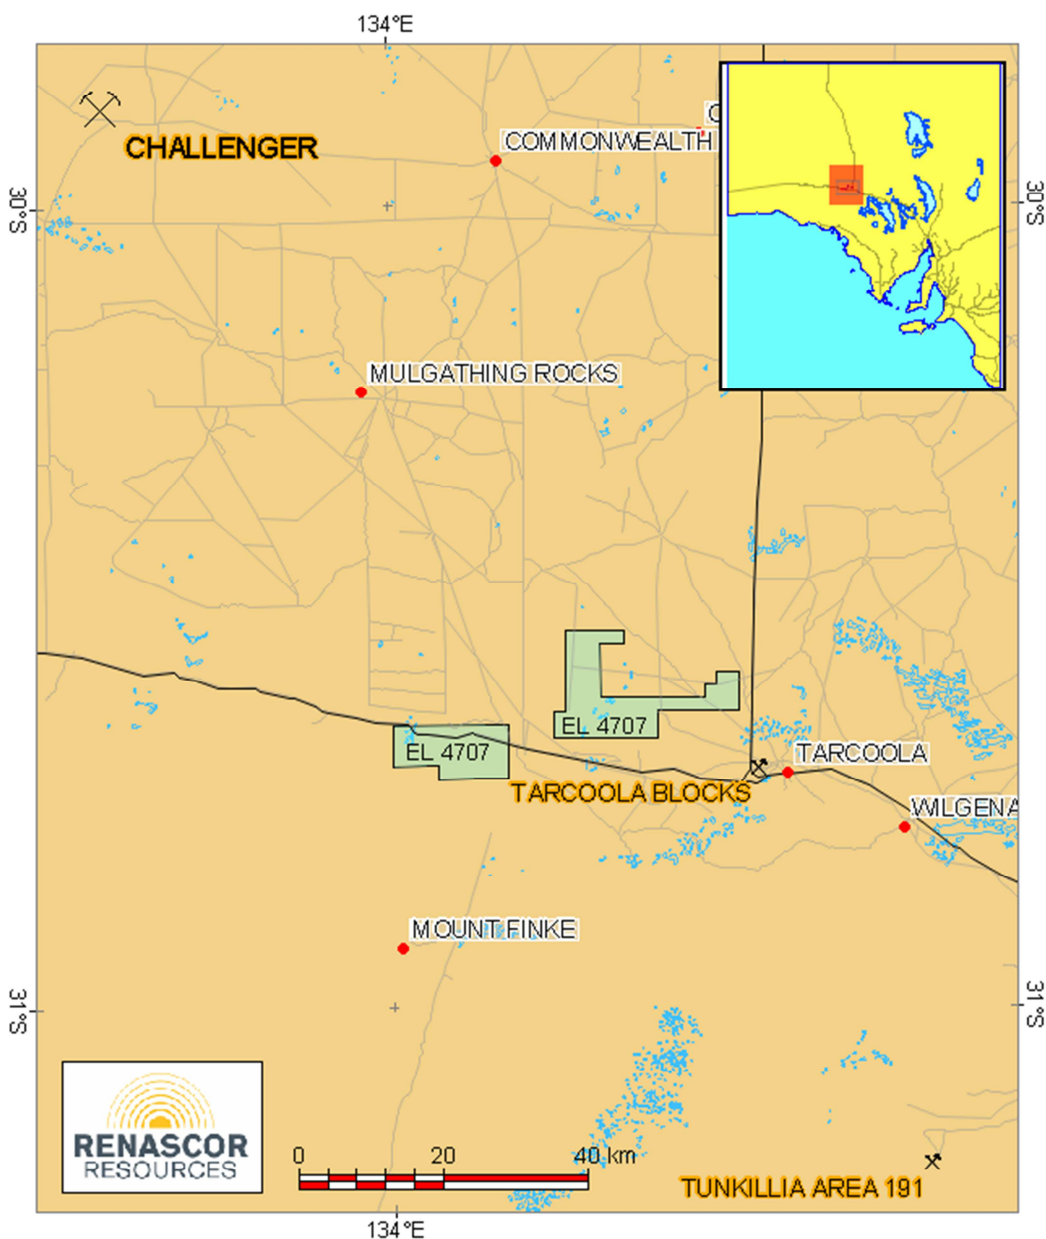 134°E
CHALLENGER
C
COMMONWEALTH
30°S
30°S
MULGATHING ROCKS
EL 4707
EL 4707
TARCOOLA
TARCOOLA BLOCKS
WILGENA
MOUNT FINKE
31°S
31°S
RENASCOR
RESOURCES
0 20 40 km
TUNKILLIA AREA 191
134°E